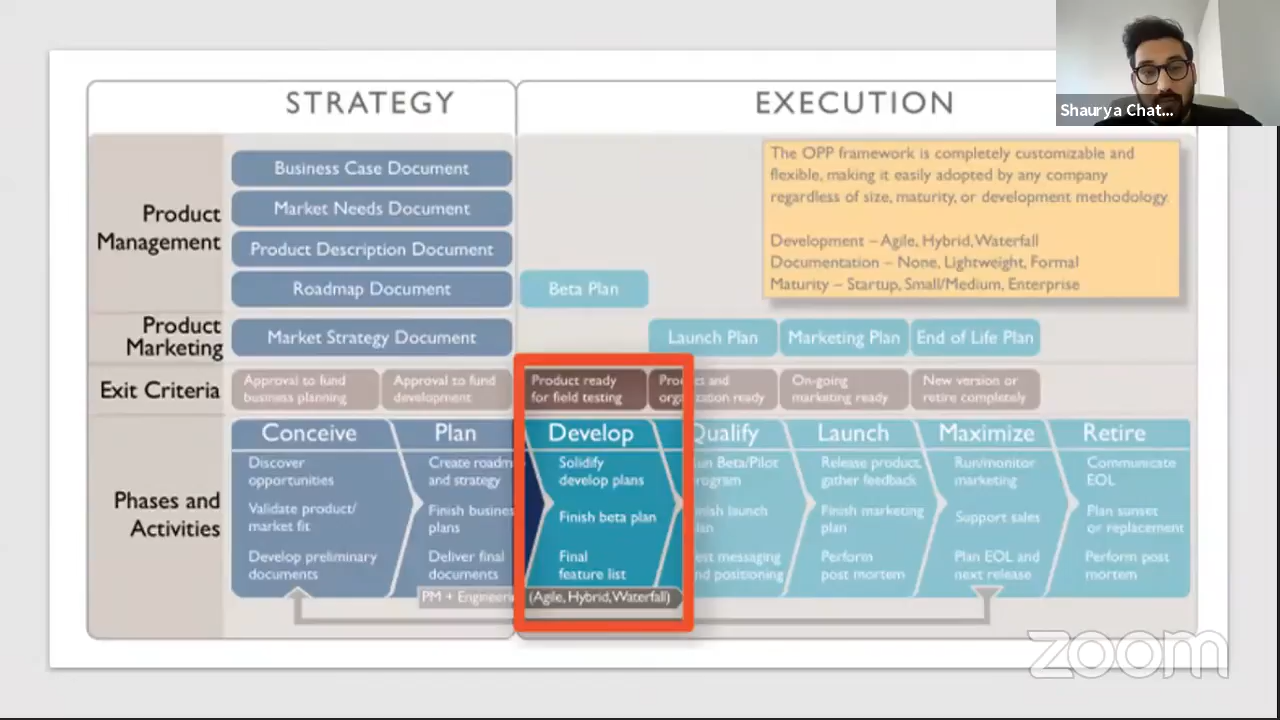 STRATEGY
EXECUTION
Shaurya Chat...
Product
Management
Business Case Document
Market Needs Document
Product Description Document
Roadmap Document
Beta Plan
The OPP framework is completely customizable and
flexible, making it easily adopted by any company
regardless of size, maturity, or development methodology.
Development – Agile, Hybrid, Waterfall
Documentation – None, Lightweight, Formal
Maturity – Startup, Small/Medium, Enterprise
Product
Marketing
Market Strategy Document
Launch Plan
Marketing Plan
End of Life Plan
Exit Criteria
Approval to fund
business planning
Approval to fund
development
Product ready
for field testing
and
ready
On-going
marketing ready
New version or
retire completely
Phases and
Activities
Conceive
Discover
opportunities
Validate product/
market fit
Develop preliminary
documents
Plan
Create
and strategy
Finish
plans
Deliver final
documents
PM +
Develop
Solidify
develop plans
Finish beta plan
Final
feature list
(Agile, Hybrid, Waterfall)
Qualify
Beta/Pilot
launch
messaging
positioning
Launch
Release product,
gather feedback
Finish marketing
plan
Perform
post mortem
Maximize
Run/monitor
marketing
Support sales
Plan EOL and
next release
Retire
Communicate
EOL
Plan sunset
or replacement
Perform post
mortem
zoom